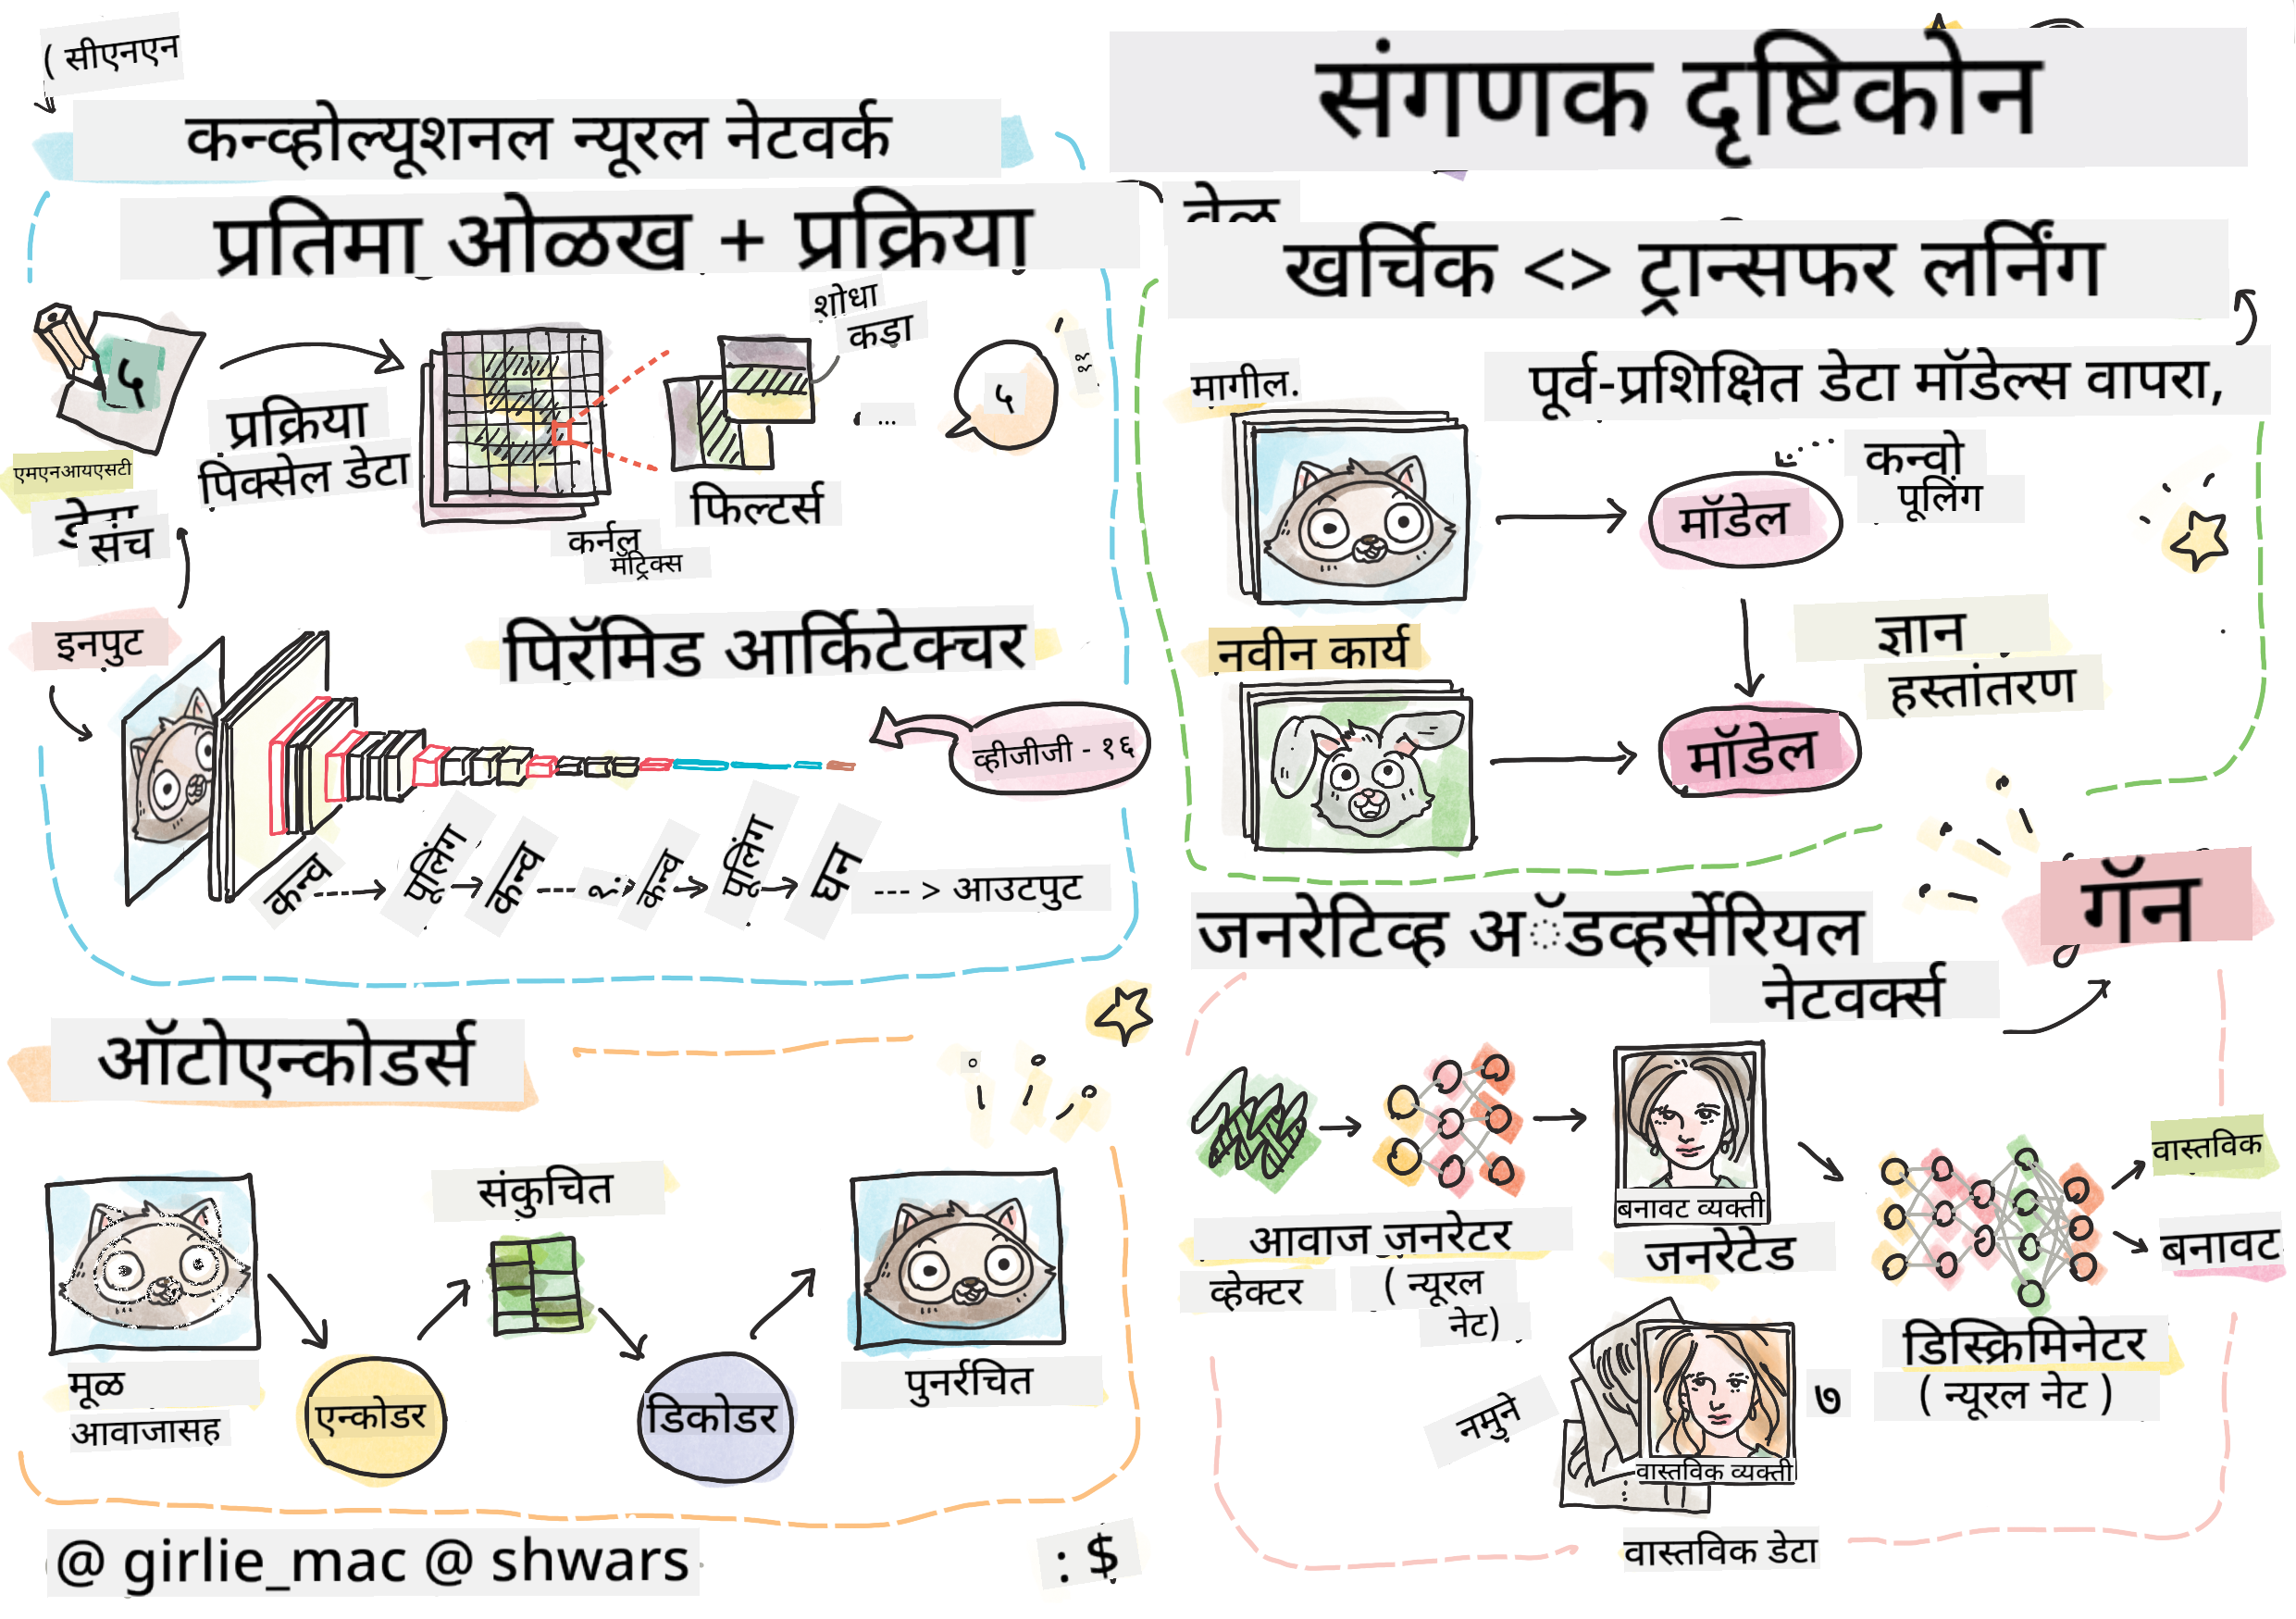 ( सीएनएन
कन्व्होल्यूशनल न्यूरल नेटवर्क
प्रतिमा ओळख + प्रक्रिया
शोधा
कडा
५
प्रक्रिया
पिक्सेल डेटा
...
५
एमएनआयएसटी
डेटा
संच
फिल्टर्स
कर्नल
मॅट्रिक्स
इनपुट
पिरॅमिड आर्किटेक्चर
व्हीजीजी - १६
कन्व
पूलिंग
कन्व
कन्व
पूलिंग
घन
--- > आउटपुट
ऑटोएन्कोडर्स
संकुचित
मूळ
आवाजासह
एन्कोडर
डिकोडर
पुनर्रचित
@ girlie_mac @ shwars
: $
संगणक दृष्टिकोन
वेळ
खर्चिक <> ट्रान्सफर लर्निंग
मागील.
पूर्व-प्रशिक्षित डेटा मॉडेल्स वापरा,
कन्वो
पूलिंग
मॉडेल
नवीन कार्य
ज्ञान
हस्तांतरण
मॉडेल
गॅन
जनरेटिव्ह अॅडव्हर्सेरियल
नेटवर्क्स
वास्तविक
बनावट व्यक्ती
आवाज जनरेटर
जनरेटेड
बनावट
व्हेक्टर
( न्यूरल
नेट)
डिस्क्रिमिनेटर
( न्यूरल नेट )
नमुने
७
वास्तविक व्यक्ती
वास्तविक डेटा